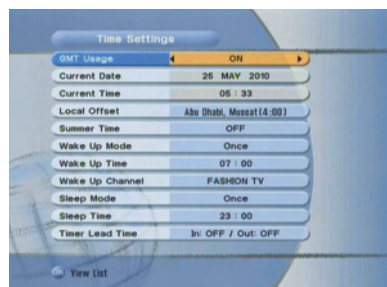 Time Settings
GMT Usage ON
Current Date 25 MAY 2010
Current Time 05 : 33
Local Offset Abu Dhabi, Muscat(4:00)
Summer Time OFF
Wake Up Mode Once
Wake Up Time 07 : 00
Wake Up Channel FASHION TV
Sleep Mode Once
Sleep Time 23 : 00
Timer Lead Time In: OFF / Out: OFF
OK View List